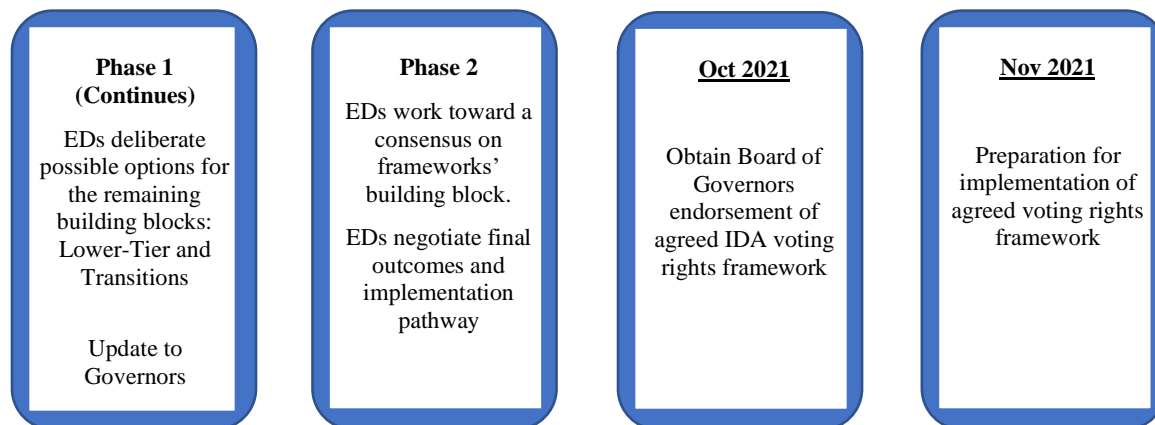 Phase 1
(Continues)
EDs deliberate
possible options for
the remaining
building blocks:
Lower-Tier and
Transitions
Update to
Governors
Phase 2
EDs work toward a
consensus on
frameworks’
building block.
EDs negotiate final
outcomes and
implementation
pathway
Oct 2021
Obtain Board of
Governors
endorsement of
agreed IDA voting
rights framework
Nov 2021
Preparation for
implementation of
agreed voting rights
framework